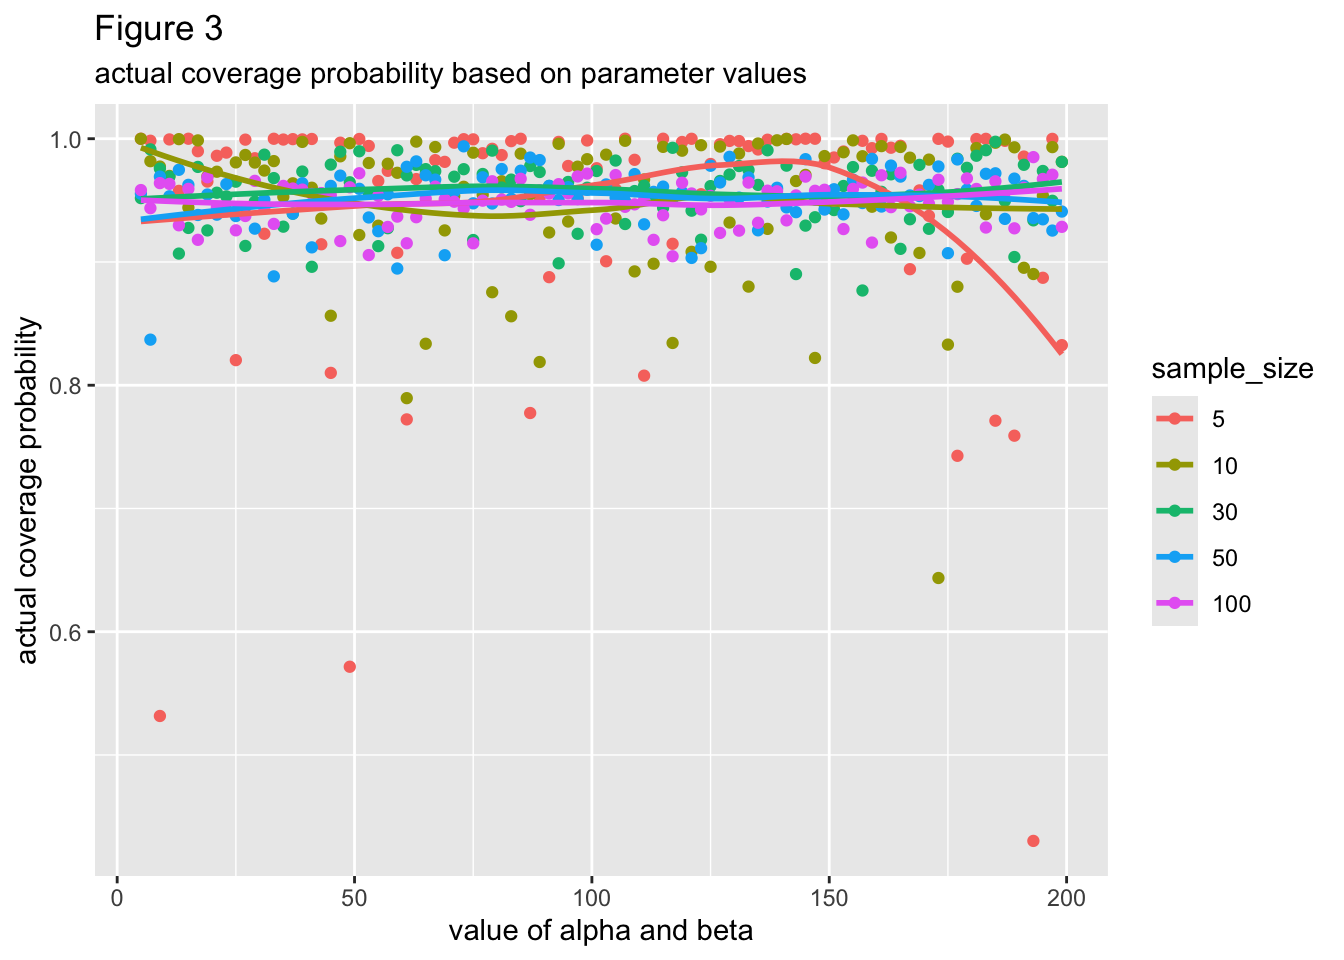 Figure 3
actual coverage probability based on parameter values
1.0
0.8
0.6
actual coverage probability
0
50
100
150
200
value of alpha and beta
sample_size
5
10
30
50
100